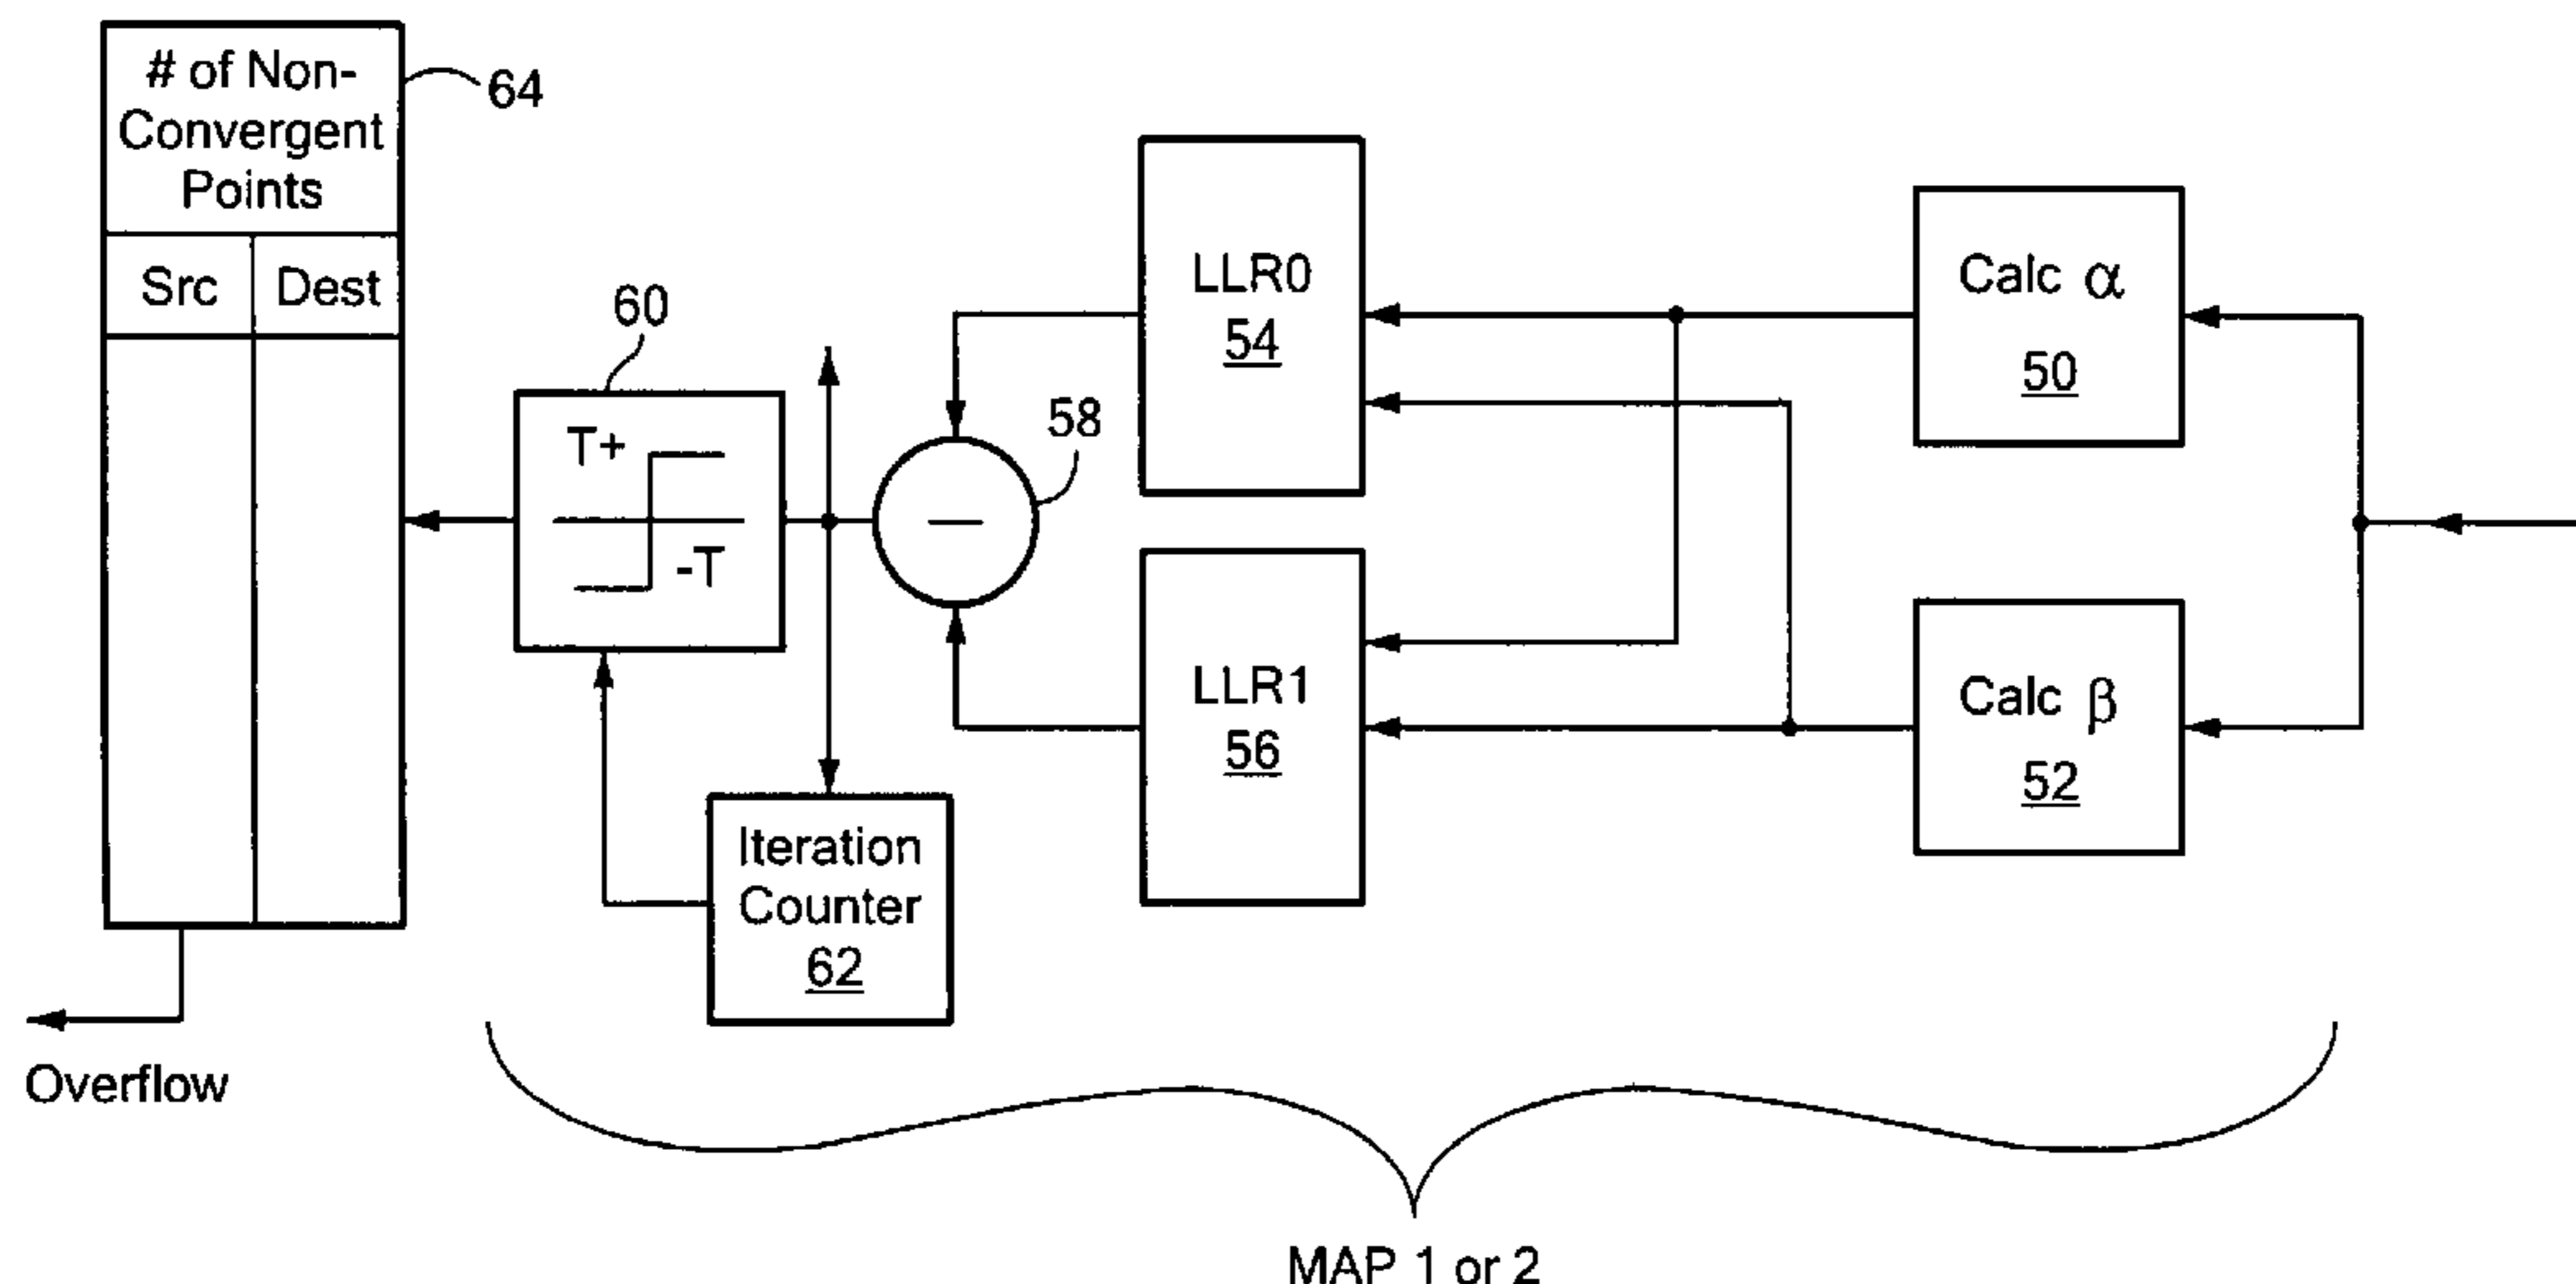 # of Non-
Convergent
Points
64
Src
Dest
60
T+
-T
58
LLR0
54
Calc α
50
LLR1
56
Calc β
52
Iteration
Counter
62
Overflow
MAP 1 or 2